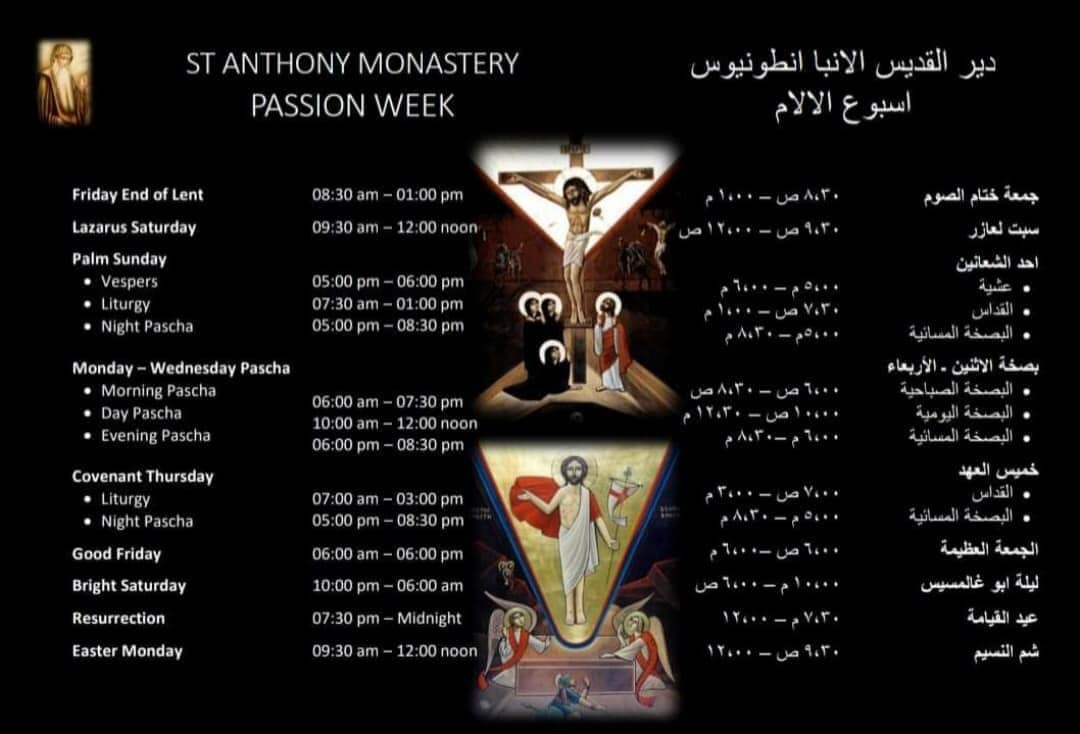 ST ANTHONY MONASTERY
PASSION WEEK
دير القديس الانبا انطونيوس
اسبوع الالام
Friday End of Lent 08:30 am – 01:00 pm
Lazarus Saturday 09:30 am – 12:00 noon
Palm Sunday
• Vespers 05:00 pm – 06:00 pm
• Liturgy 07:30 am – 01:00 pm
• Night Pascha 05:00 pm – 08:30 pm
Monday – Wednesday Pascha
• Morning Pascha 06:00 am – 07:30 pm
• Day Pascha 10:00 am – 12:00 noon
• Evening Pascha 06:00 pm – 08:30 pm
Covenant Thursday
• Liturgy 07:00 am – 03:00 pm
• Night Pascha 05:00 pm – 08:30 pm
Good Friday 06:00 am – 06:00 pm
Bright Saturday 10:00 pm – 06:00 am
Resurrection 07:30 pm – Midnight
Easter Monday 09:30 am – 12:00 noon
جمعة ختام الصوم ٨،٣٠ ص – ١،٠٠ م
سبت لعازر ٩،٣٠ ص – ١٢،٠٠ ص
احد الشعانين
• عشية ٥،٠٠ م – ٦،٠٠ م
• القداس ٧،٣٠ ص – ١،٠٠ م
• البصخة المسائية ٥،٠٠م – ٨،٣٠ م
بصخة الاثنين - الأربعاء
• البصخة الصباحية ٦،٠٠ ص – ٨،٣٠ ص
• البصخة اليومية ١٠،٠٠ ص – ١٢،٣٠ م
• البصخة المسائية ٦،٠٠ م –٨،٣٠ م
خميس العهد
• القداس ٧،٠٠ ص – ٣،٠٠ م
• البصخة المسائية ٥،٠٠ م – ٨،٣٠ م
الجمعة العظيمة ٦،٠٠ ص –٦،٠٠ م
ليلة ابو غالمسيس ١٠،٠٠ م – ٦،٠٠ ص
عيد القيامة ٧،٣٠ م – ١٢،٠٠
شم النسيم ٩،٣٠ ص – ١٢،٠٠